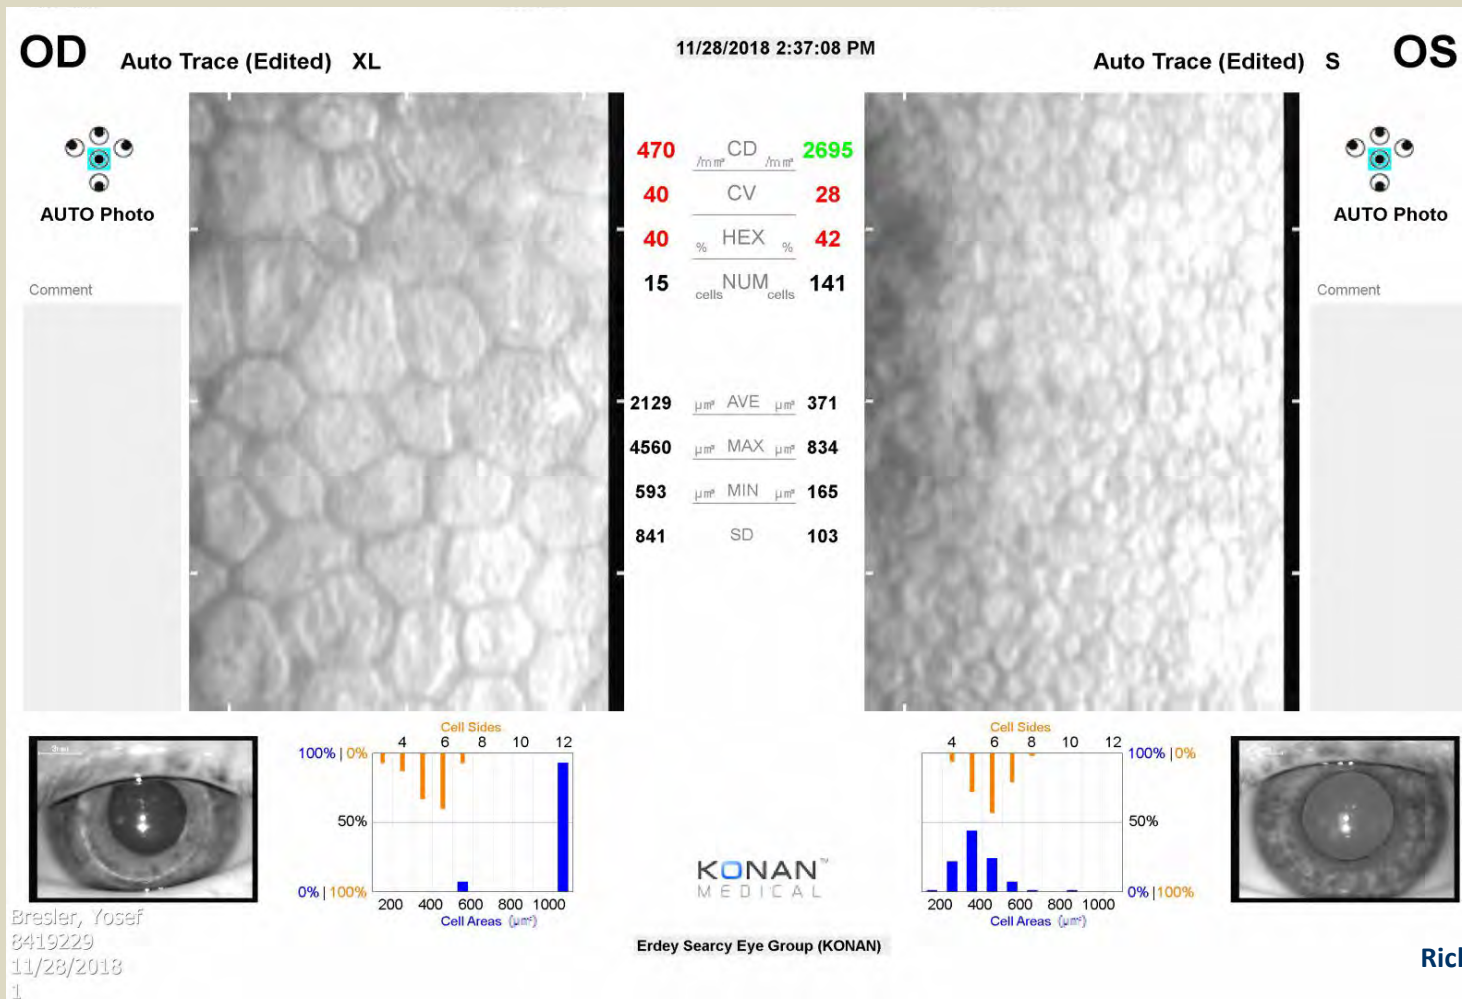 OD Auto Trace (Edited) XL 11/28/2018 2:37:08 PM Auto Trace (Edited) S OS
AUTO Photo AUTO Photo
Comment Comment
470 /mm² CD /mm² 2695
40 CV 28
40 % HEX % 42
15 cells NUM cells 141
2129 μm² AVE μm² 371
4560 μm² MAX μm² 834
593 μm² MIN μm² 165
841 SD 103
Cell Sides
4 6 8 10 12
100% | 0%
50%
0% | 100%
200 400 600 800 1000
Cell Areas (μm²)
Cell Sides
4 6 8 10 12
100% | 0%
50%
0% | 100%
200 400 600 800 1000
Cell Areas (μm²)
KONAN™
MEDICAL
Erdey Searcy Eye Group (KONAN)
Bresler, Yosef
8419229
11/28/2018
1